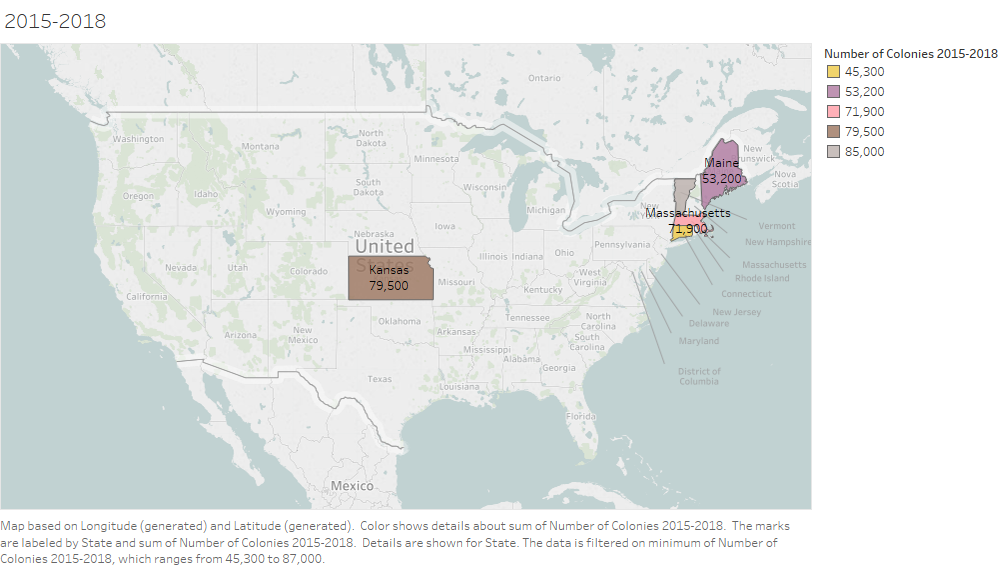 2015-2018
Number of Colonies 2015-2018
45,300
53,200
71,900
79,500
85,000
Ontario
Washington
Montana
North
Dakota
Minnesota
Maine
53,200
New
Nova
Scotia
Oregon
Idaho
South
Dakota
Wisconsin
Michigan
Wyoming
Massachusetts
71,900
Vermont
New Hampshire
Massachusetts
Rhode Island
Connecticut
New Jersey
Delaware
Maryland
District of
Columbia
Nebraska
Iowa
United
Pennsylvania
Illinois
Indiana
Ohio
Nevada
Utah
Colorado
Kansas
79,500
Missouri
West
Virginia
Kentucky
California
Oklahoma
Tennessee
North
Carolina
Arizona
New
Mexico
Arkansas
South
Carolina
Mississippi
Alabama
Georgia
Texas
Louisiana
Florida
Mexico
Map based on Longitude (generated) and Latitude (generated).  Color shows details about sum of Number of Colonies 2015-2018.  The marks
are labeled by State and sum of Number of Colonies 2015-2018.  Details are shown for State. The data is filtered on minimum of Number of
Colonies 2015-2018, which ranges from 45,300 to 87,000.